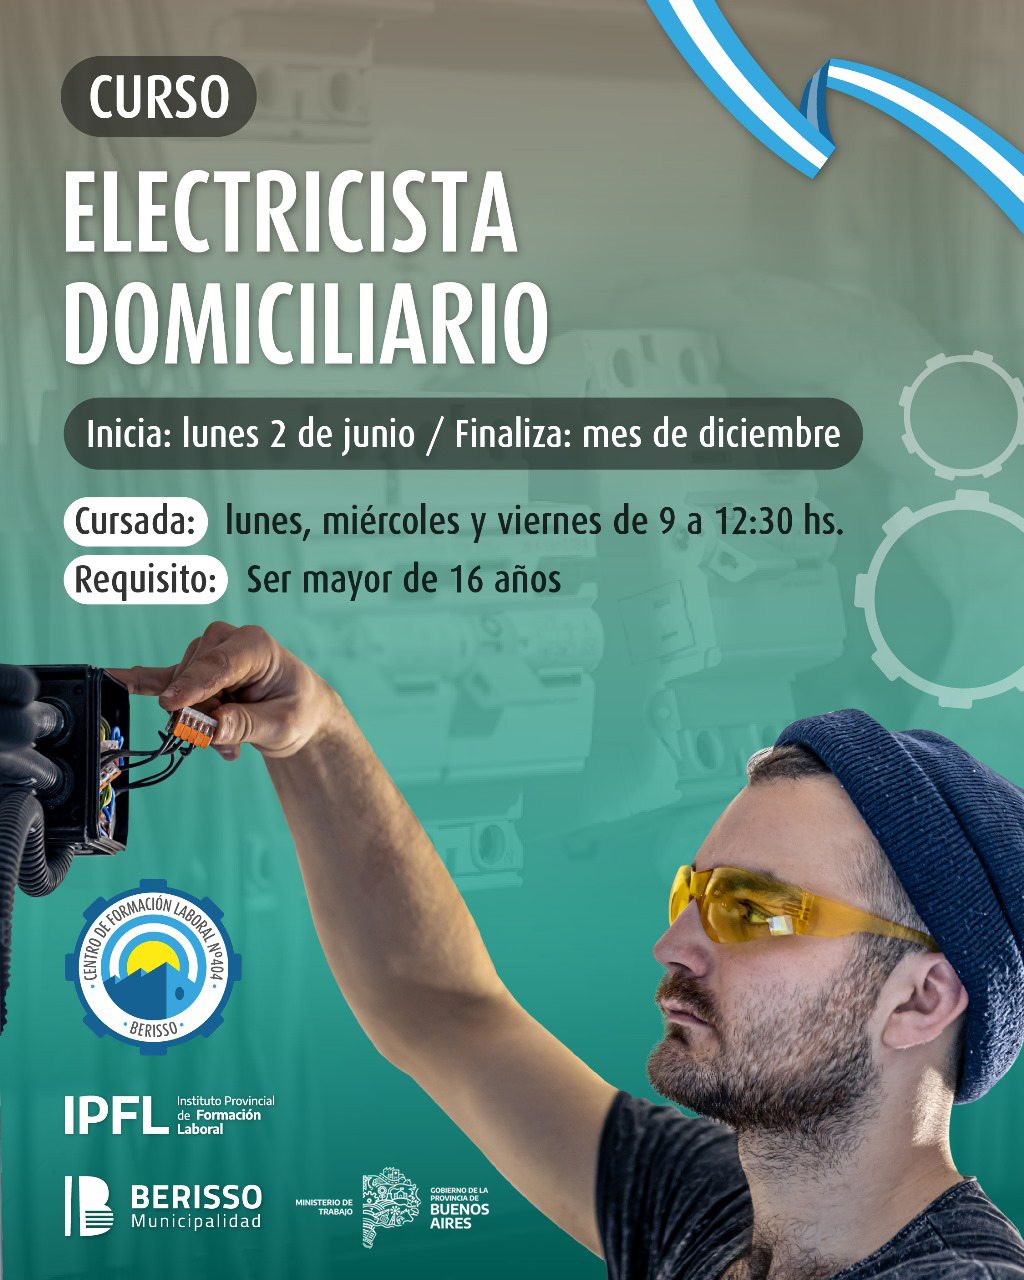 CURSO
ELECTRICISTA
DOMICILIARIO
Inicia: lunes 2 de junio / Finaliza: mes de diciembre
Cursada: lunes, miércoles y viernes de 9 a 12:30 hs.
Requisito: Ser mayor de 16 años
CENTRO DE FORMACIÓN LABORAL Nº404
• BERISSO •
IPFL
Instituto Provincial
de Formación
Laboral
BERISSO
Municipalidad
MINISTERIO DE
TRABAJO
GOBIERNO DE LA
PROVINCIA DE
BUENOS
AIRES